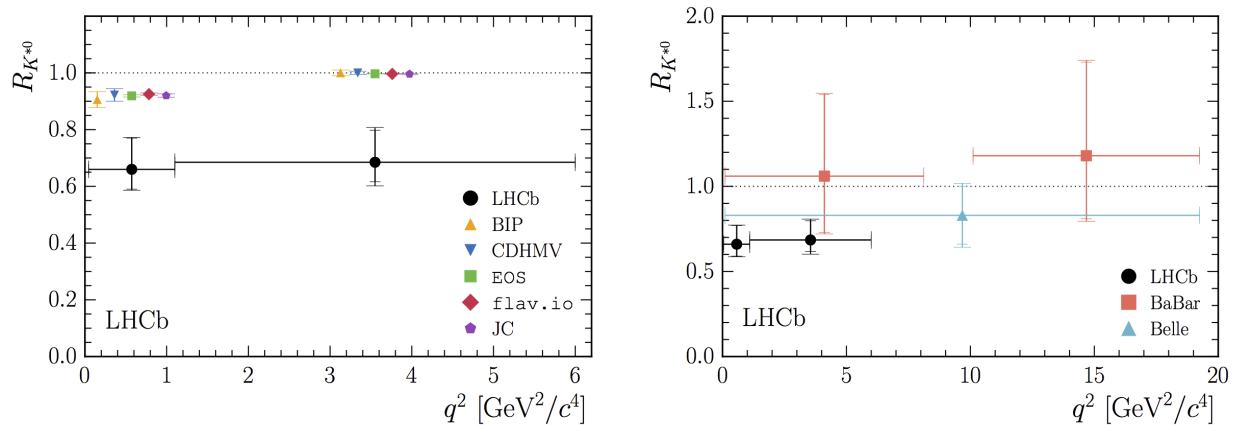 R_{K*0}
1.0
0.8
0.6
0.4
0.2
0.0
LHCb
BIP
CDHMV
EOS
flav.io
JC
LHCb
0 1 2 3 4 5 6
q² [GeV²/c⁴]
R_{K*0}
2.0
1.5
1.0
0.5
0.0
LHCb
BaBar
Belle
LHCb
0 5 10 15 20
q² [GeV²/c⁴]